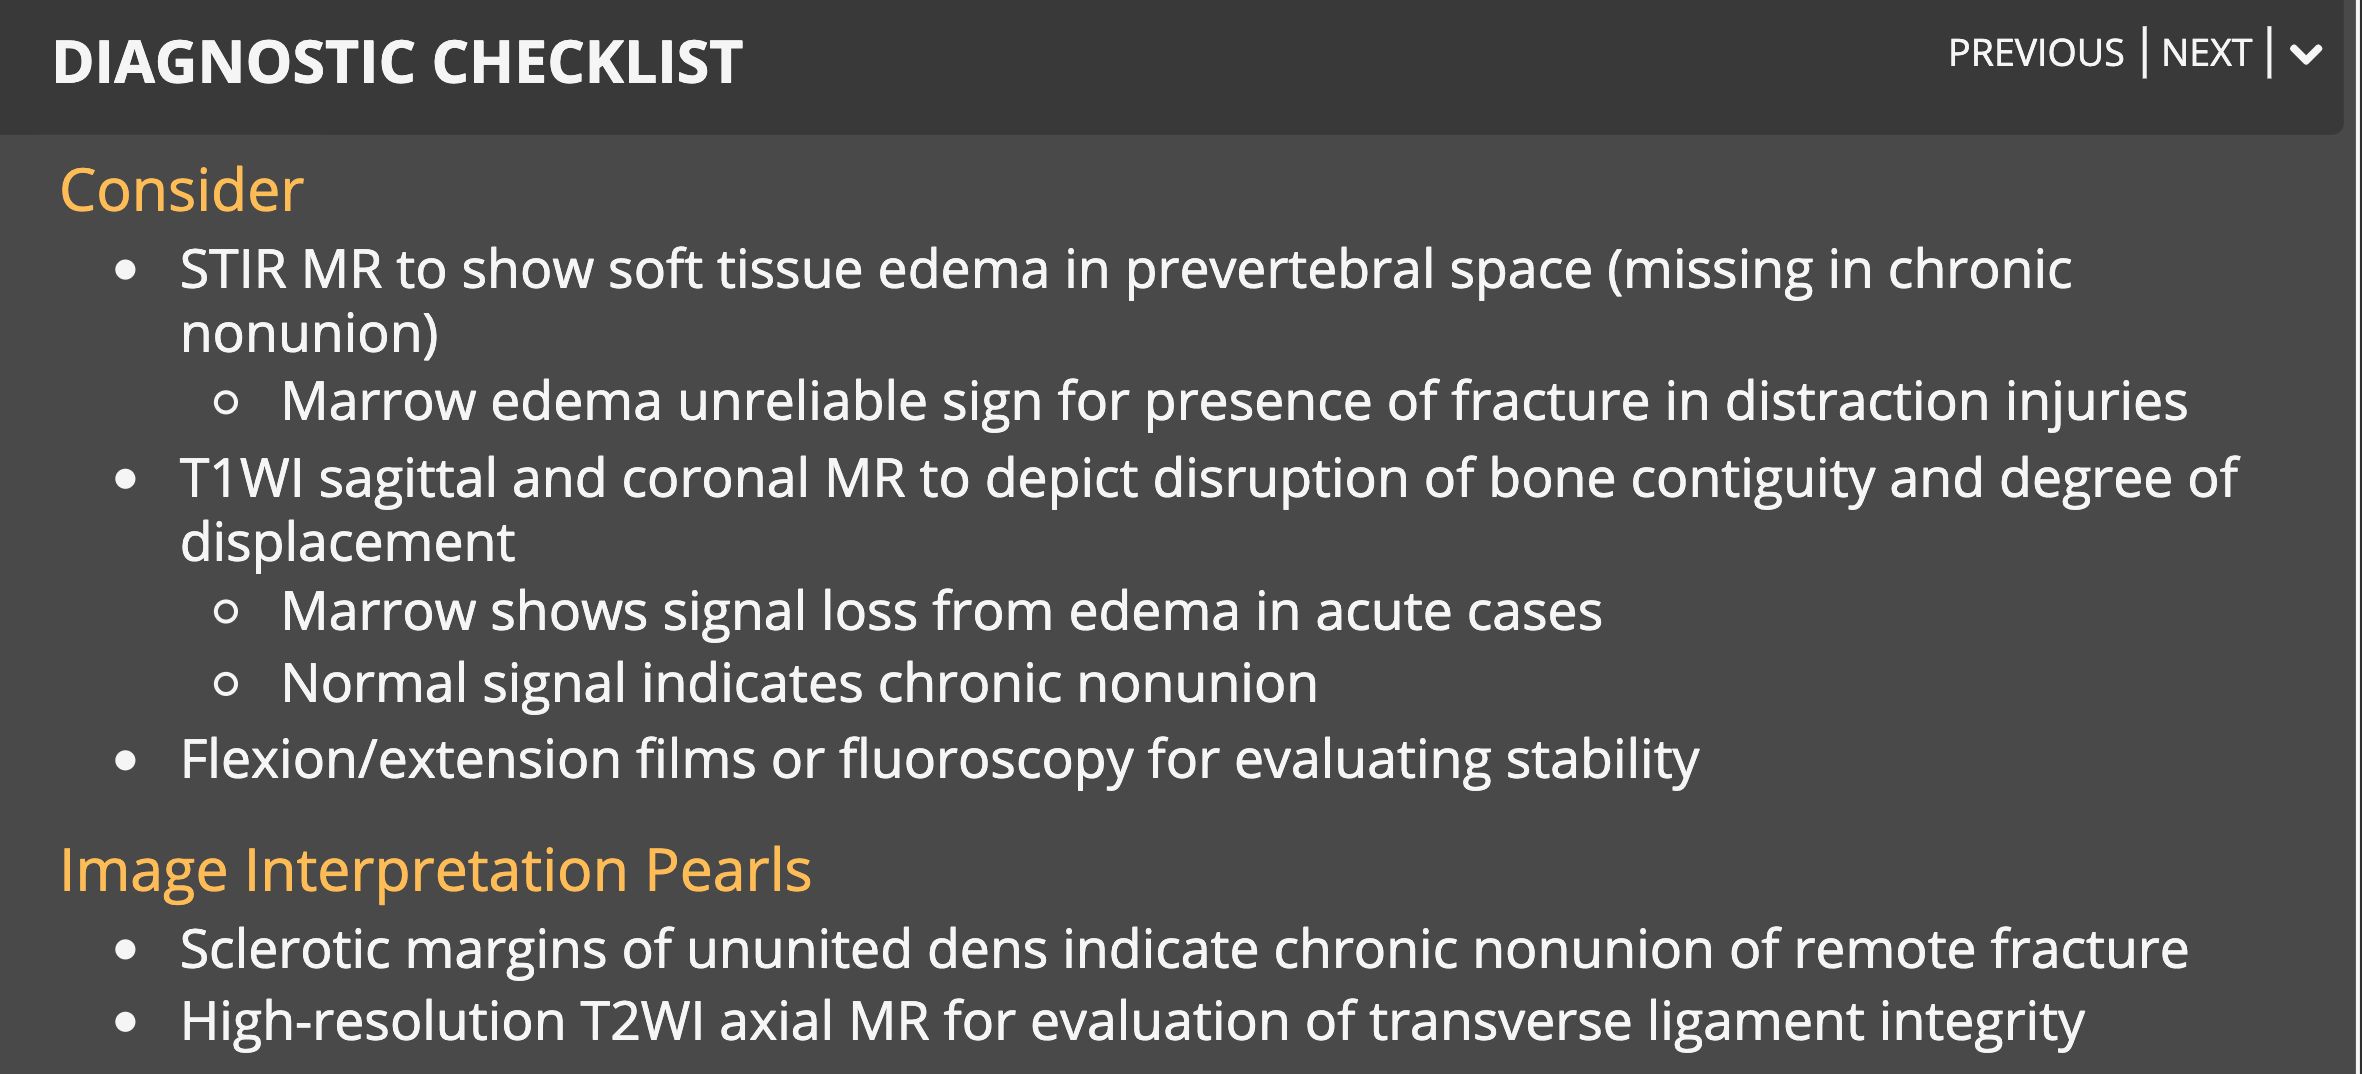 DIAGNOSTIC CHECKLIST
PREVIOUS | NEXT |
Consider
• STIR MR to show soft tissue edema in prevertebral space (missing in chronic
nonunion)
○ Marrow edema unreliable sign for presence of fracture in distraction injuries
• T1WI sagittal and coronal MR to depict disruption of bone contiguity and degree of
displacement
○ Marrow shows signal loss from edema in acute cases
○ Normal signal indicates chronic nonunion
• Flexion/extension films or fluoroscopy for evaluating stability
Image Interpretation Pearls
• Sclerotic margins of ununited dens indicate chronic nonunion of remote fracture
• High-resolution T2WI axial MR for evaluation of transverse ligament integrity